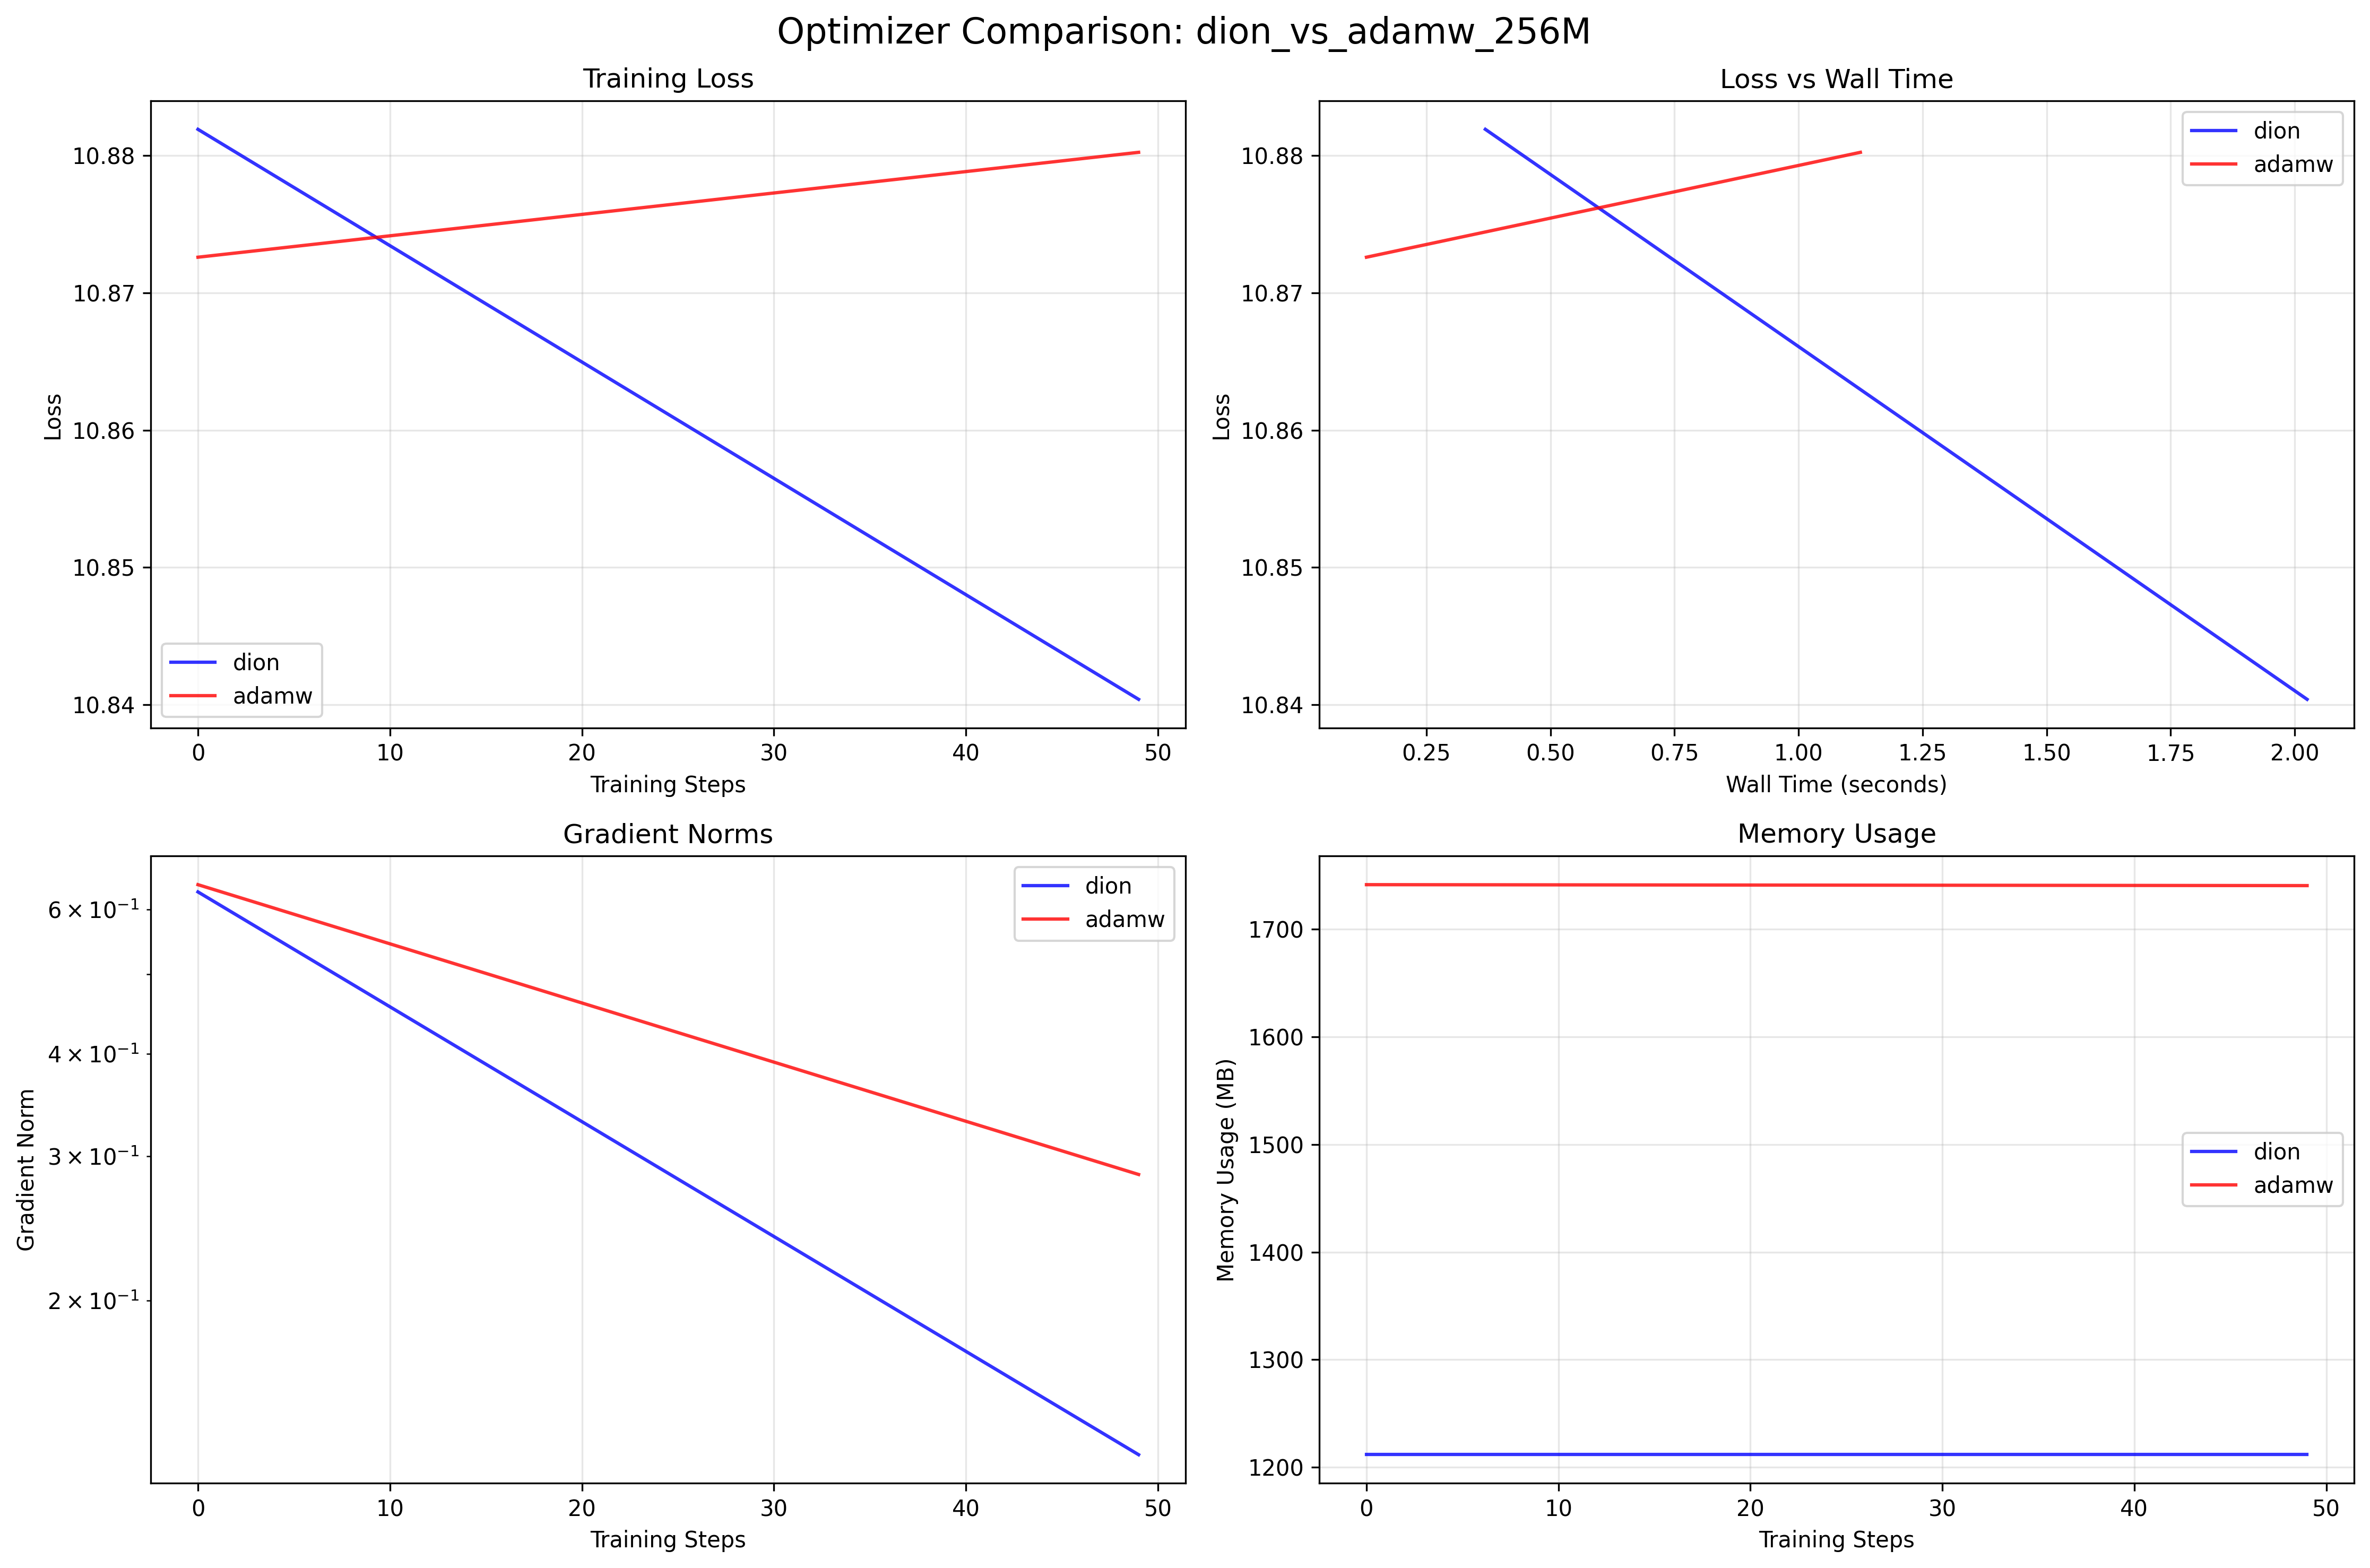 Optimizer Comparison: dion_vs_adamw_256M
Training Loss
Loss
10.88
10.87
10.86
10.85
10.84
dion
adamw
0 10 20 30 40 50
Training Steps
Loss vs Wall Time
Loss
10.88
10.87
10.86
10.85
10.84
dion
adamw
0.25 0.50 0.75 1.00 1.25 1.50 1.75 2.00
Wall Time (seconds)
Gradient Norms
Gradient Norm
6 × 10⁻¹
4 × 10⁻¹
3 × 10⁻¹
2 × 10⁻¹
dion
adamw
0 10 20 30 40 50
Training Steps
Memory Usage
Memory Usage (MB)
1700
1600
1500
1400
1300
1200
dion
adamw
0 10 20 30 40 50
Training Steps